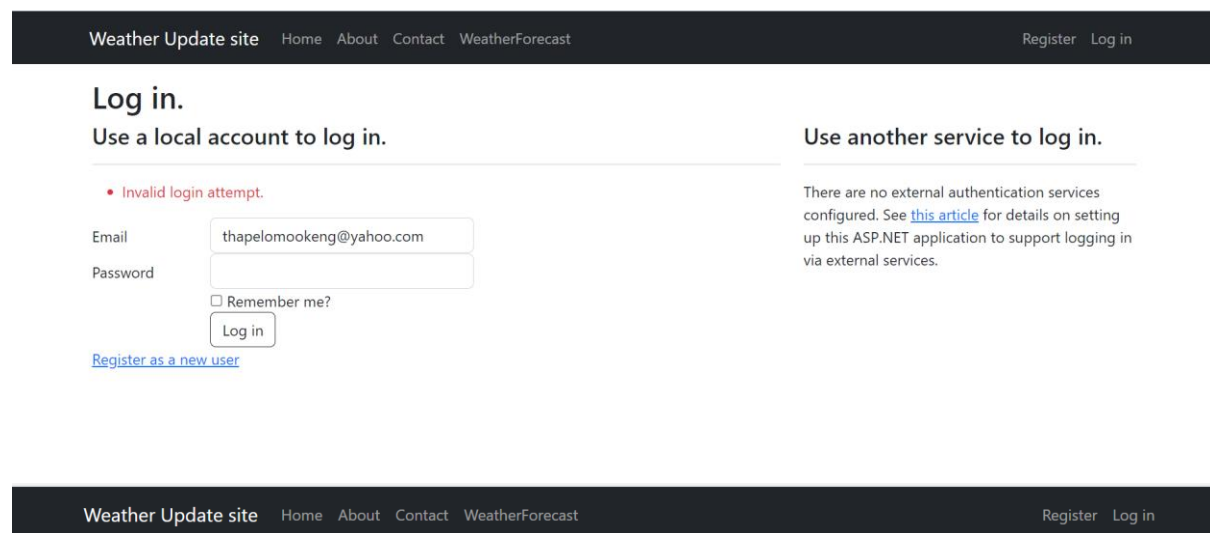 Weather Update site Home About Contact WeatherForecast Register Log in
Log in.
Use a local account to log in.
• Invalid login attempt.
Email thapelomookeng@yahoo.com
Password
Remember me?
Log in
Register as a new user
Use another service to log in.
There are no external authentication services
configured. See this article for details on setting
up this ASP.NET application to support logging in
via external services.
Weather Update site Home About Contact WeatherForecast Register Log in